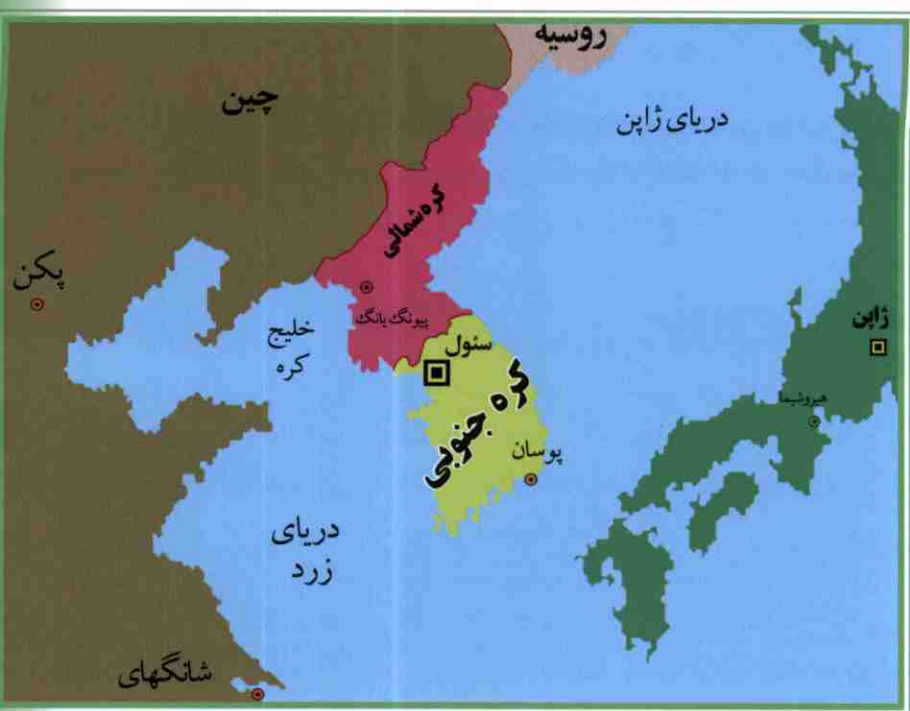 روسیه
چین
دریای ژاپن
کره شمالی
پکن
پیونگ یانگ
خلیج
کره
سئول
ژاپن
کره جنوبی
هیروشیما
پوسان
دریای
زرد
شانگهای